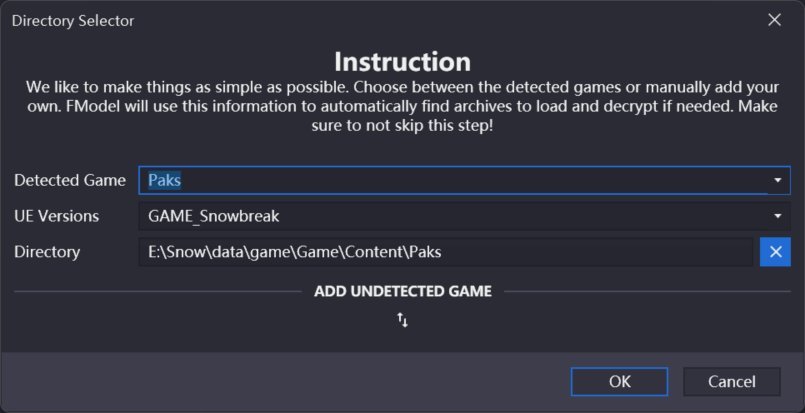 Directory Selector
Instruction
We like to make things as simple as possible. Choose between the detected games or manually add your
own. FModel will use this information to automatically find archives to load and decrypt if needed. Make
sure to not skip this step!
Detected Game Paks
UE Versions GAME_Snowbreak
Directory E:\Snow\data\game\Game\Content\Paks
ADD UNDETECTED GAME
OK Cancel